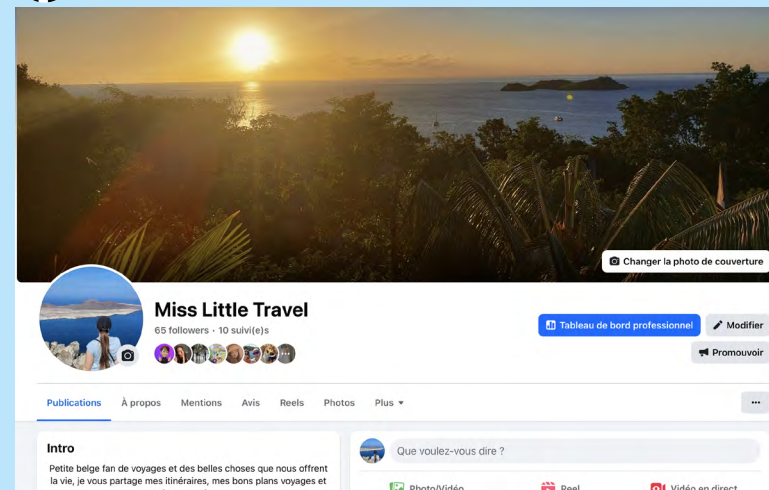 Changer la photo de couverture
Miss Little Travel
65 followers · 10 suivi(e)s
Tableau de bord professionnel
Modifier
Promouvoir
Publications À propos Mentions Avis Reels Photos Plus
Intro
Petite belge fan de voyages et des belles choses que nous offrent
la vie, je vous partage mes itinéraires, mes bons plans voyages et
Que voulez-vous dire ?
Photo/Vidéo Reel Vidéo en direct